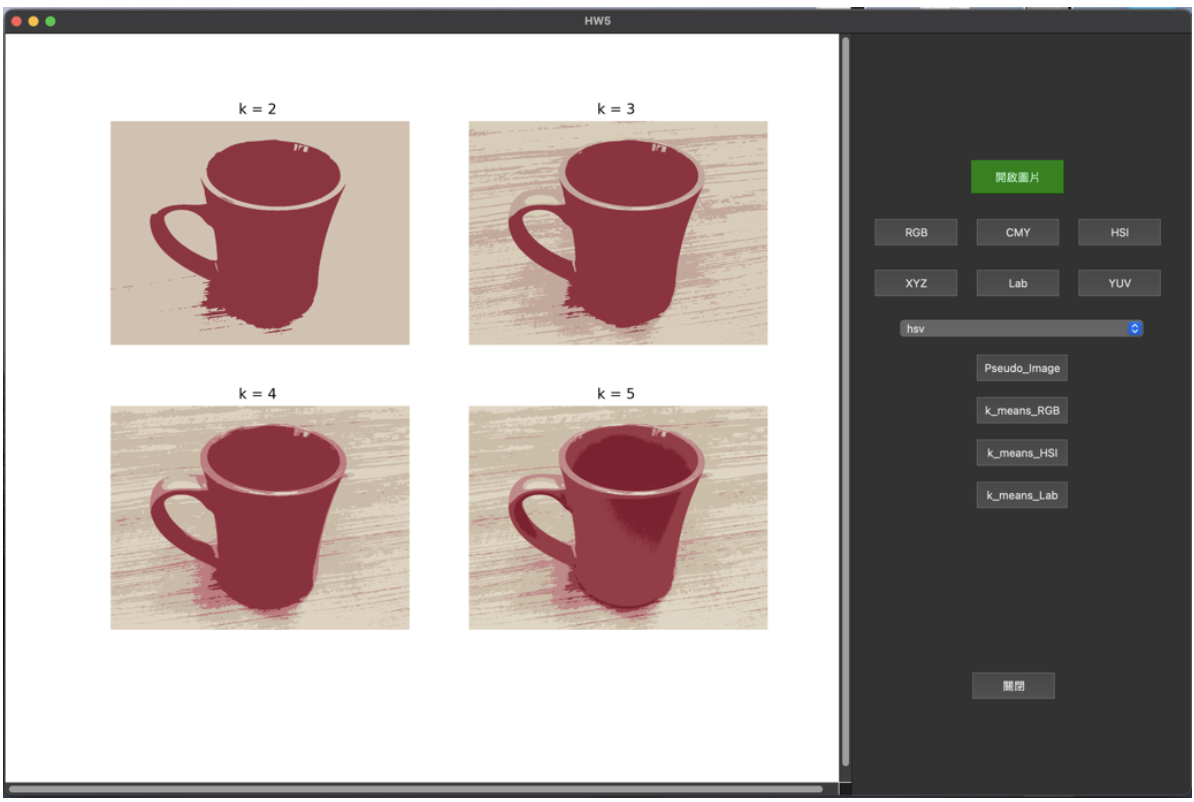 HW5
k = 2
k = 3
k = 4
k = 5
開啟圖片
RGB
CMY
HSI
XYZ
Lab
YUV
hsv
Pseudo_Image
k_means_RGB
k_means_HSI
k_means_Lab
關閉